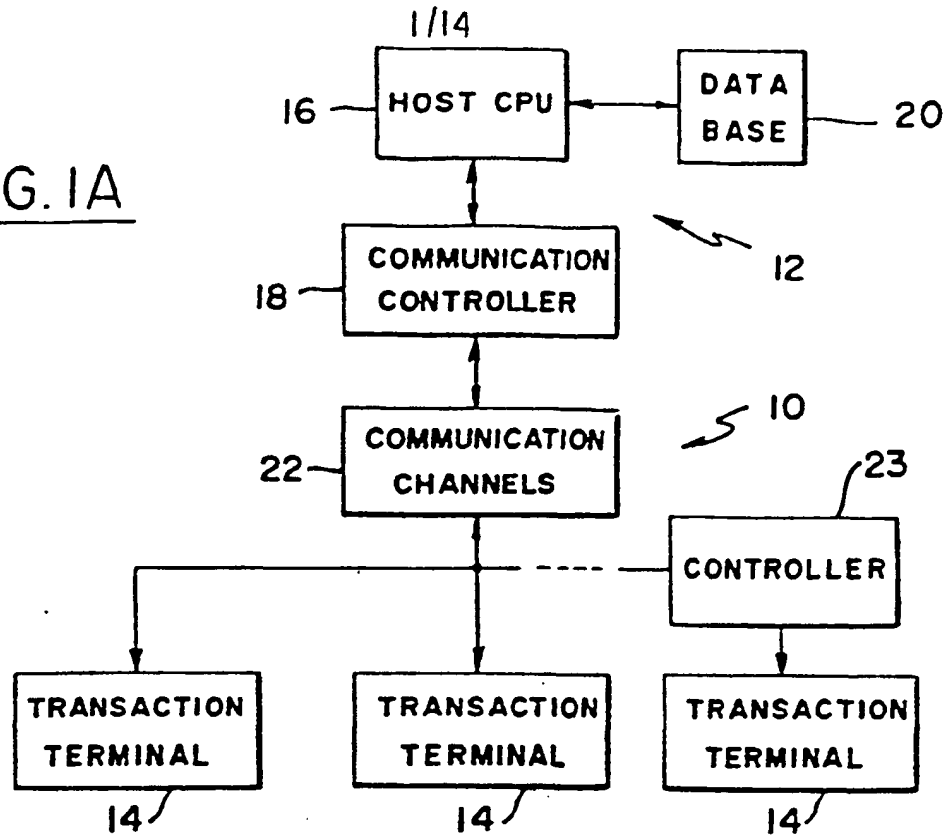 1/14
G. 1A
16
HOST CPU
DATA
BASE
20
12
18
COMMUNICATION
CONTROLLER
10
22
COMMUNICATION
CHANNELS
23
CONTROLLER
TRANSACTION
TERMINAL
14
TRANSACTION
TERMINAL
14
TRANSACTION
TERMINAL
14